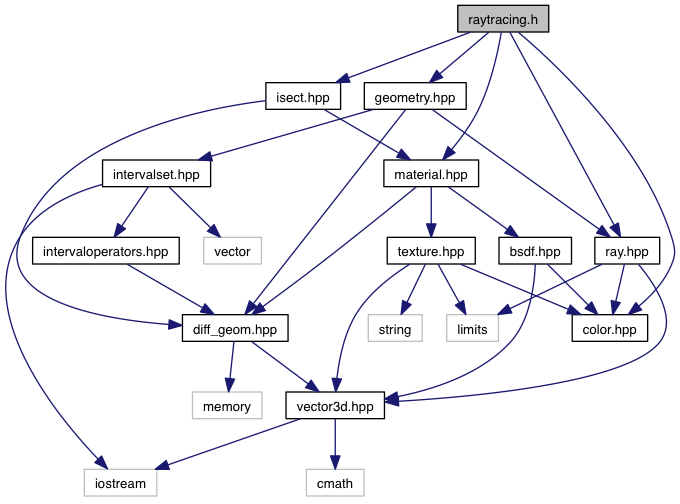 raytracing.h
isect.hpp
geometry.hpp
intervalset.hpp
material.hpp
intervaloperators.hpp
vector
texture.hpp
bsdf.hpp
ray.hpp
diff_geom.hpp
string
limits
color.hpp
memory
vector3d.hpp
iostream
cmath